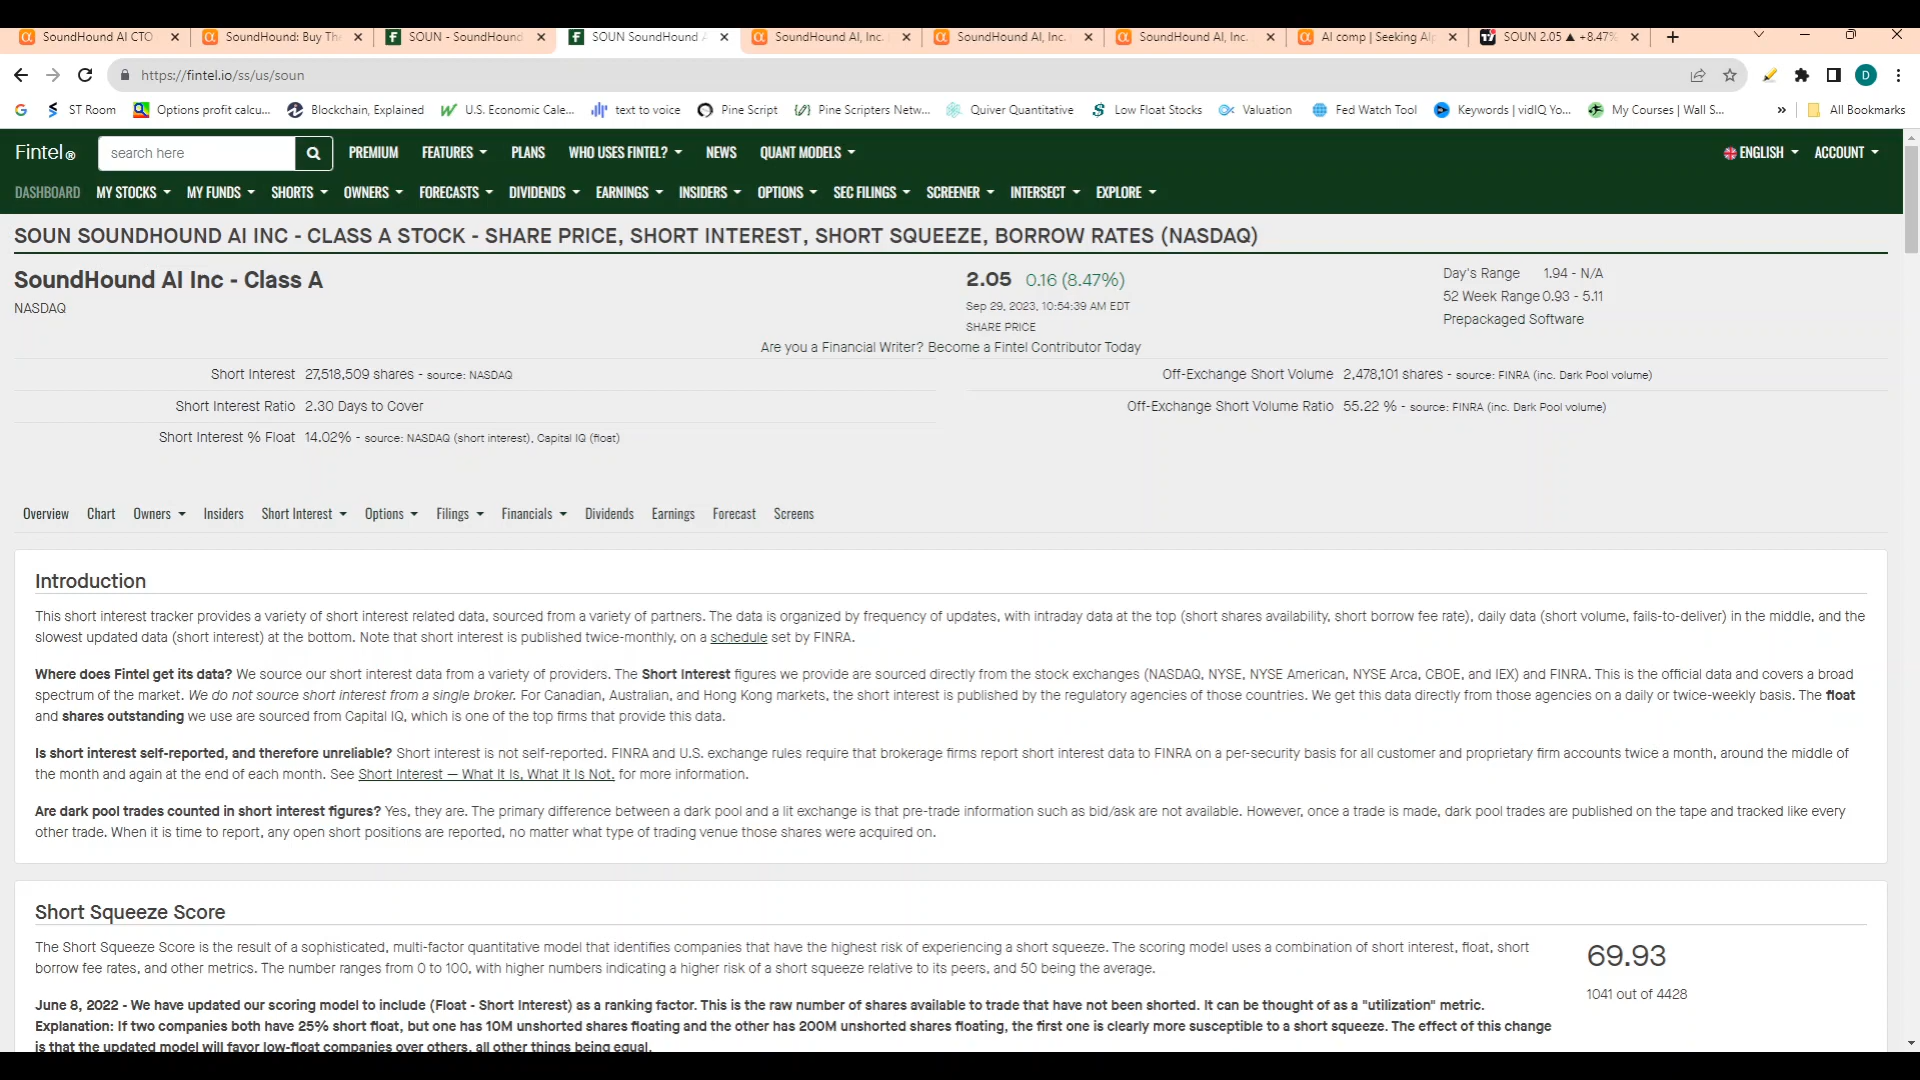 SoundHound AI CTO
SoundHound: Buy The
SOUN - SoundHound
SOUN SoundHound A
SoundHound AI, Inc. (
SoundHound AI, Inc. (
SoundHound AI, Inc. (
AI comp | Seeking Alp
SOUN 2.05 ▲ +8.47%
https://fintel.io/ss/us/soun
D
ST Room
Options profit calcu...
Blockchain, Explained
U.S. Economic Cale...
text to voice
Pine Script
Pine Scripters Netw...
Quiver Quantitative
Low Float Stocks
Valuation
Fed Watch Tool
Keywords | vidIQ Yo...
My Courses | Wall S...
»
All Bookmarks
Fintel®
search here
PREMIUM FEATURES PLANS WHO USES FINTEL? NEWS QUANT MODELS
ENGLISH ACCOUNT
DASHBOARD MY STOCKS MY FUNDS SHORTS OWNERS FORECASTS DIVIDENDS EARNINGS INSIDERS OPTIONS SEC FILINGS SCREENER INTERSECT EXPLORE
SOUN SOUNDHOUND AI INC - CLASS A STOCK - SHARE PRICE, SHORT INTEREST, SHORT SQUEEZE, BORROW RATES (NASDAQ)
SoundHound AI Inc - Class A
NASDAQ
2.05 0.16 (8.47%)
Sep 29, 2023, 10:54:39 AM EDT
SHARE PRICE
Day's Range 1.94 - N/A
52 Week Range 0.93 - 5.11
Prepackaged Software
Are you a Financial Writer? Become a Fintel Contributor Today
Short Interest 27,518,509 shares - source: NASDAQ
Short Interest Ratio 2.30 Days to Cover
Short Interest % Float 14.02% - source: NASDAQ (short interest), Capital IQ (float)
Off-Exchange Short Volume 2,478,101 shares - source: FINRA (inc. Dark Pool volume)
Off-Exchange Short Volume Ratio 55.22 % - source: FINRA (inc. Dark Pool volume)
Overview Chart Owners Insiders Short Interest Options Filings Financials Dividends Earnings Forecast Screens
Introduction
This short interest tracker provides a variety of short interest related data, sourced from a variety of partners. The data is organized by frequency of updates, with intraday data at the top (short shares availability, short borrow fee rate), daily data (short volume, fails-to-deliver) in the middle, and the
slowest updated data (short interest) at the bottom. Note that short interest is published twice-monthly, on a schedule set by FINRA.
Where does Fintel get its data? We source our short interest data from a variety of providers. The Short Interest figures we provide are sourced directly from the stock exchanges (NASDAQ, NYSE, NYSE American, NYSE Arca, CBOE, and IEX) and FINRA. This is the official data and covers a broad
spectrum of the market. We do not source short interest from a single broker. For Canadian, Australian, and Hong Kong markets, the short interest is published by the regulatory agencies of those countries. We get this data directly from those agencies on a daily or twice-weekly basis. The float
and shares outstanding we use are sourced from Capital IQ, which is one of the top firms that provide this data.
Is short interest self-reported, and therefore unreliable? Short interest is not self-reported. FINRA and U.S. exchange rules require that brokerage firms report short interest data to FINRA on a per-security basis for all customer and proprietary firm accounts twice a month, around the middle of
the month and again at the end of each month. See Short Interest — What It Is, What It Is Not. for more information.
Are dark pool trades counted in short interest figures? Yes, they are. The primary difference between a dark pool and a lit exchange is that pre-trade information such as bid/ask are not available. However, once a trade is made, dark pool trades are published on the tape and tracked like every
other trade. When it is time to report, any open short positions are reported, no matter what type of trading venue those shares were acquired on.
Short Squeeze Score
The Short Squeeze Score is the result of a sophisticated, multi-factor quantitative model that identifies companies that have the highest risk of experiencing a short squeeze. The scoring model uses a combination of short interest, float, short
borrow fee rates, and other metrics. The number ranges from 0 to 100, with higher numbers indicating a higher risk of a short squeeze relative to its peers, and 50 being the average.
69.93
1041 out of 4428
June 8, 2022 - We have updated our scoring model to include (Float - Short Interest) as a ranking factor. This is the raw number of shares available to trade that have not been shorted. It can be thought of as a "utilization" metric.
Explanation: If two companies both have 25% short float, but one has 10M unshorted shares floating and the other has 200M unshorted shares floating, the first one is clearly more susceptible to a short squeeze. The effect of this change
is that the updated model will favor low-float companies over others, all other things being equal.